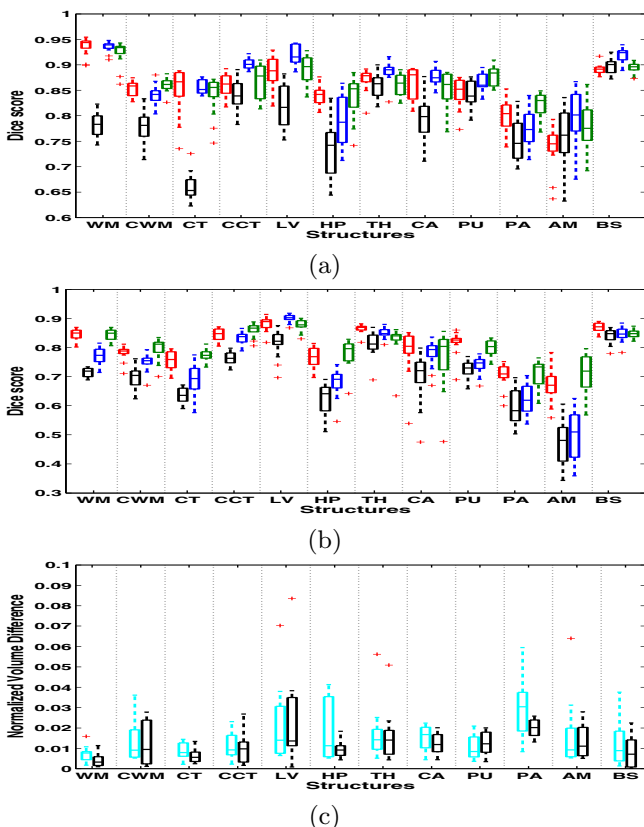 1
0.95
0.9
0.85
0.8
0.75
0.7
0.65
0.6
Dice score
WM CWM CT CCT LV HP TH CA PU PA AM BS
Structures
(a)
1
0.9
0.8
0.7
0.6
0.5
0.4
0.3
Dice score
WM CWM CT CCT LV HP TH CA PU PA AM BS
Structures
(b)
0.1
0.09
0.08
0.07
0.06
0.05
0.04
0.03
0.02
0.01
0
Normalized Volume Difference
WM CWM CT CCT LV HP TH CA PU PA AM BS
Structures
(c)